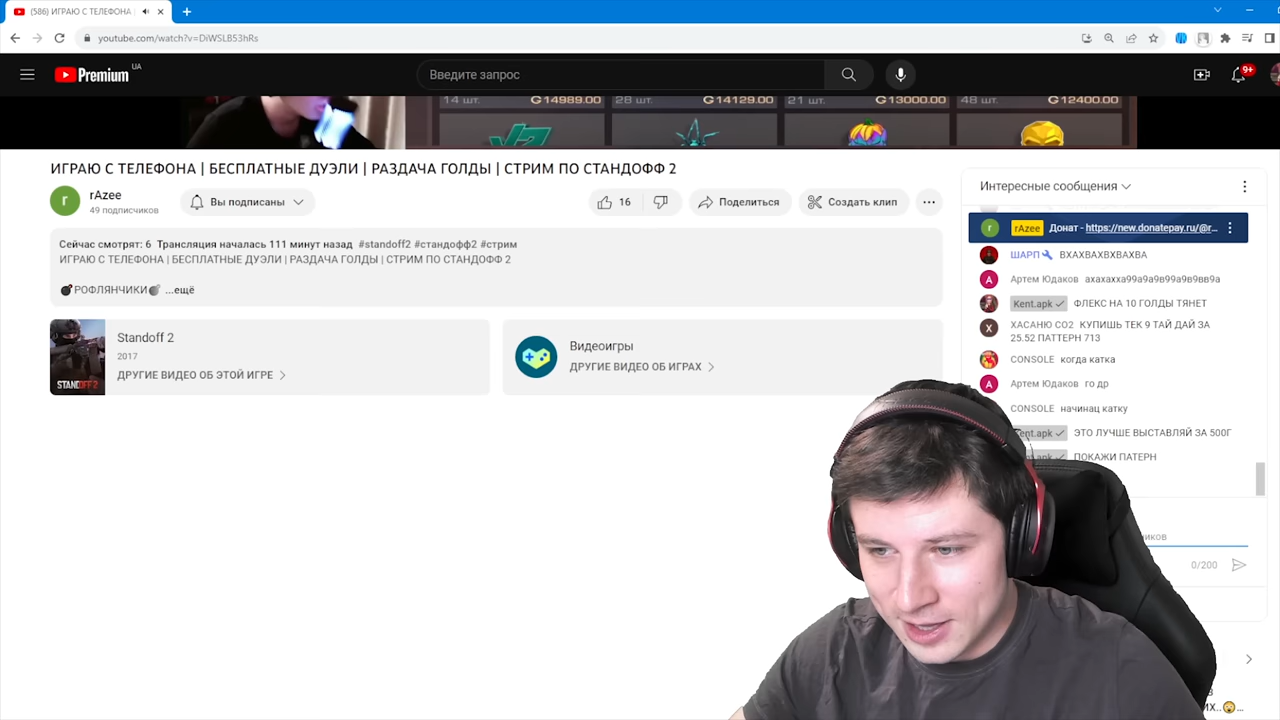 (586) ИГРАЮ С ТЕЛЕФОНА |
youtube.com/watch?v=DiWSLB53hRs
Premium UA
Введите запрос
9+
14 шт. G14989.00
28 шт. G14129.00
21 шт. G13000.00
48 шт. G12400.00
ИГРАЮ С ТЕЛЕФОНА | БЕСПЛАТНЫЕ ДУЭЛИ | РАЗДАЧА ГОЛДЫ | СТРИМ ПО СТАНДОФФ 2
r
rAzee
49 подписчиков
Вы подписаны
16
Поделиться
Создать клип
Сейчас смотрят: 6 Трансляция началась 111 минут назад #standoff2 #стандофф2 #стрим
ИГРАЮ С ТЕЛЕФОНА | БЕСПЛАТНЫЕ ДУЭЛИ | РАЗДАЧА ГОЛДЫ | СТРИМ ПО СТАНДОФФ 2
💣РОФЛЯНЧИКИ💣 ...ещё
STANDOFF 2
Standoff 2
2017
ДРУГИЕ ВИДЕО ОБ ЭТОЙ ИГРЕ
Видеоигры
ДРУГИЕ ВИДЕО ОБ ИГРАХ
Интересные сообщения
r rAzee Донат - https://new.donatepay.ru/@r...
ШАРП ВХАХВАХВХВАХВА
A Артем Юдаков ахахахха99а9а9в99а9в9вв9а
Kent.apk ФЛЕКС НА 10 ГОЛДЫ ТЯНЕТ
X ХАСАНЮ СО2 КУПИШЬ ТЕК 9 ТАЙ ДАЙ ЗА
25.52 ПАТТЕРН 713
CONSOLE когда катка
A Артем Юдаков го др
CONSOLE начинац катку
ent.apk ЭТО ЛУЧШЕ ВЫСТАВЛЯЙ ЗА 500Г
ПОКАЖИ ПАТЕРН
0/200